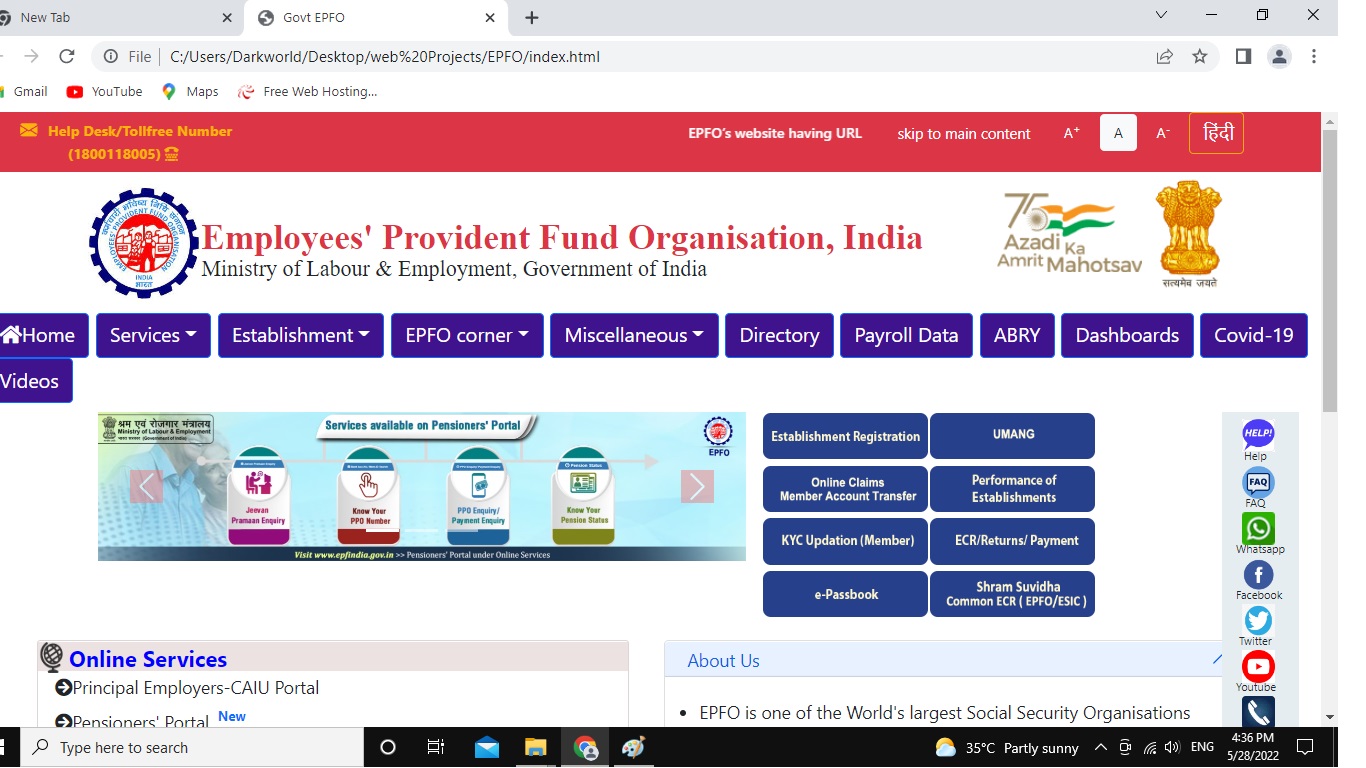 New Tab
Govt EPFO
File
C:/Users/Darkworld/Desktop/web%20Projects/EPFO/index.html
Gmail
YouTube
Maps
Free Web Hosting...
Help Desk/Tollfree Number
(1800118005)
EPFO's website having URL
skip to main content
A+
A
A-
हिंदी
Employees' Provident Fund Organisation, India
Ministry of Labour & Employment, Government of India
EMPLOYEES' PROVIDENT FUND ORGANISATION
INDIA
भारत
75
Azadi Ka
Amrit Mahotsav
सत्यमेव जयते
Home
Services
Establishment
EPFO corner
Miscellaneous
Directory
Payroll Data
ABRY
Dashboards
Covid-19
Videos
श्रम एवं रोजगार मंत्रालय
Ministry of Labour & Employment
Services available on Pensioners' Portal
EPFO
Jeevan
Pramaan Enquiry
Know Your
PPO Number
PPO Enquiry/
Payment Enquiry
Know Your
Pension Status
Visit www.epfindia.gov.in >> Pensioners' Portal under Online Services
Establishment Registration
UMANG
Online Claims
Member Account Transfer
Performance of
Establishments
KYC Updation (Member)
ECR/Returns/ Payment
e-Passbook
Shram Suvidha
Common ECR ( EPFO/ESIC )
HELP!
Help
FAQ
FAQ
Whatsapp
Facebook
Twitter
Youtube
Online Services
Principal Employers-CAIU Portal
Pensioners' Portal New
About Us
EPFO is one of the World's largest Social Security Organisations
Type here to search
35°C Partly sunny
ENG
4:36 PM
5/28/2022